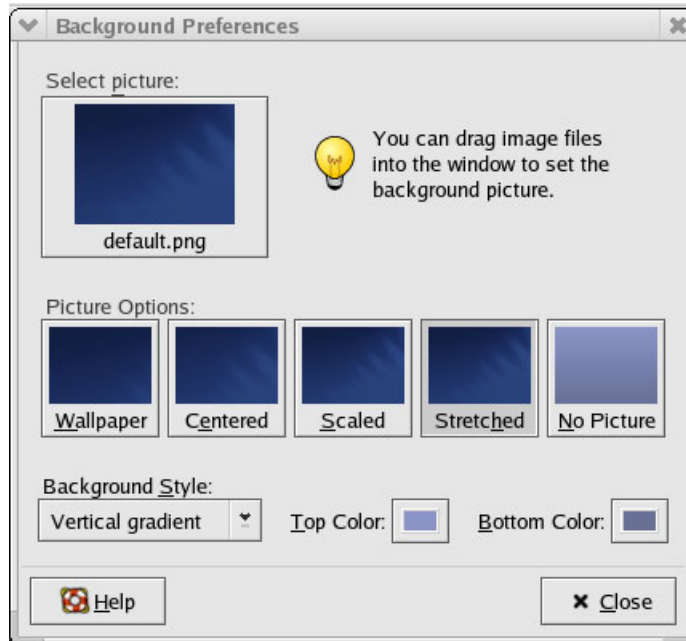 Background Preferences
Select picture:
You can drag image files
into the window to set the
background picture.
default.png
Picture Options:
Wallpaper Centered Scaled Stretched No Picture
Background Style:
Vertical gradient Top Color: Bottom Color:
Help Close